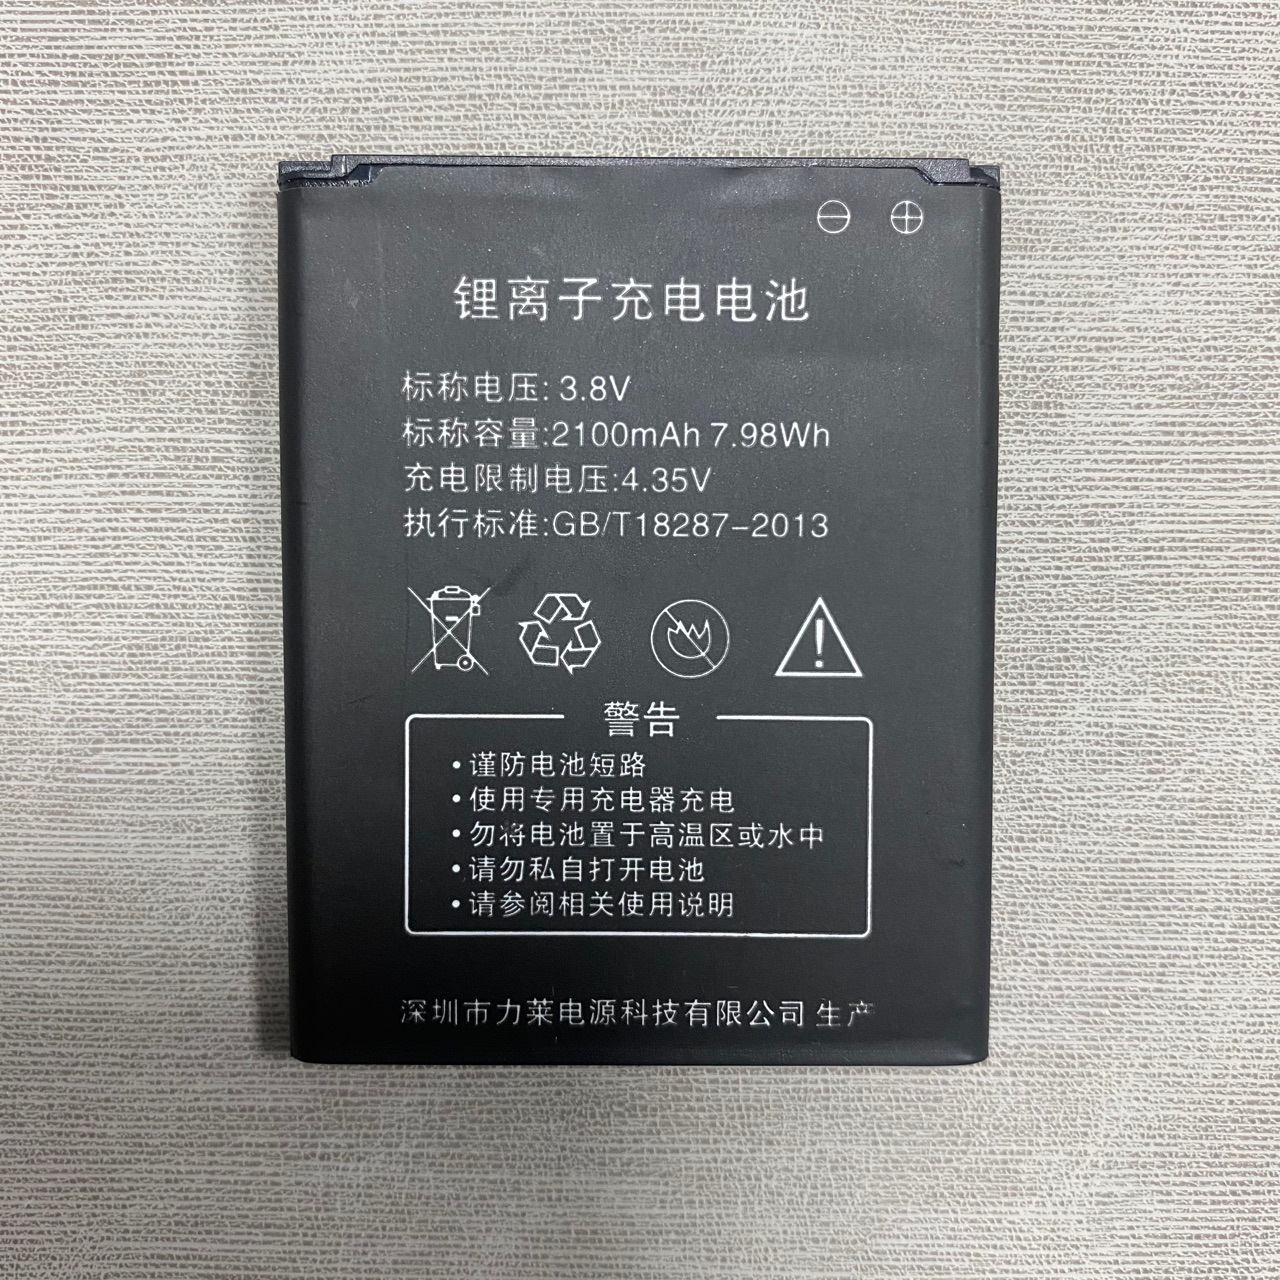 锂离子充电电池
标称电压: 3.8V
标称容量:2100mAh 7.98Wh
充电限制电压:4.35V
执行标准:GB/T18287-2013
警告
•谨防电池短路
•使用专用充电器充电
•勿将电池置于高温区或水中
•请勿私自打开电池
•请参阅相关使用说明
深圳市力莱电源科技有限公司 生产